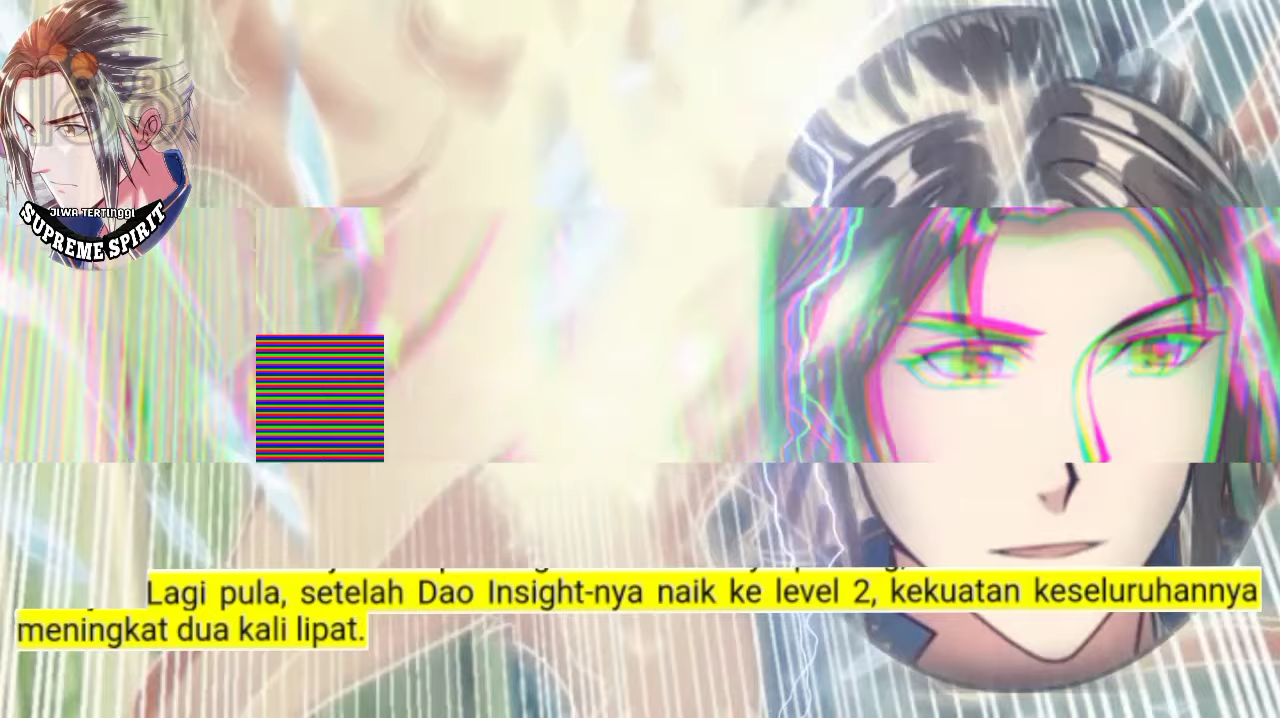 JIWA TERTINGGI
SUPREME SPIRIT
Lagi pula, setelah Dao Insight-nya naik ke level 2, kekuatan keseluruhannya
meningkat dua kali lipat.